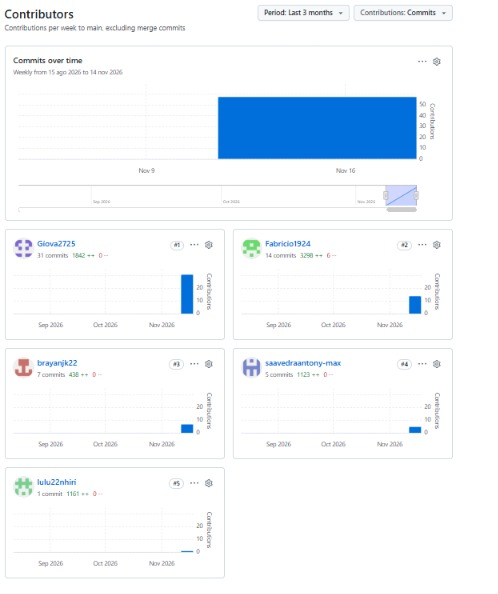 Contributors
Period: Last 3 months
Contributions: Commits
Contributions per week to main, excluding merge commits
Commits over time
Weekly from 15 ago 2026 to 14 nov 2026
50
40
30
20
10
0
Contributions
Nov 9
Nov 16
Sep 2026
Oct 2026
Nov 2026
Giova2725
#1
31 commits 1842 ++ 0 --
20
10
0
Contributions
Sep 2026
Oct 2026
Nov 2026
Fabricio1924
#2
14 commits 3298 ++ 6 --
20
10
0
Contributions
Sep 2026
Oct 2026
Nov 2026
brayanjk22
#3
7 commits 438 ++ 0 --
20
10
0
Contributions
Sep 2026
Oct 2026
Nov 2026
saavedraantony-max
#4
5 commits 1123 ++ 0 --
20
10
0
Contributions
Sep 2026
Oct 2026
Nov 2026
lulu22nhiri
#5
1 commit 1161 ++ 0 --
20
10
0
Contributions
Sep 2026
Oct 2026
Nov 2026